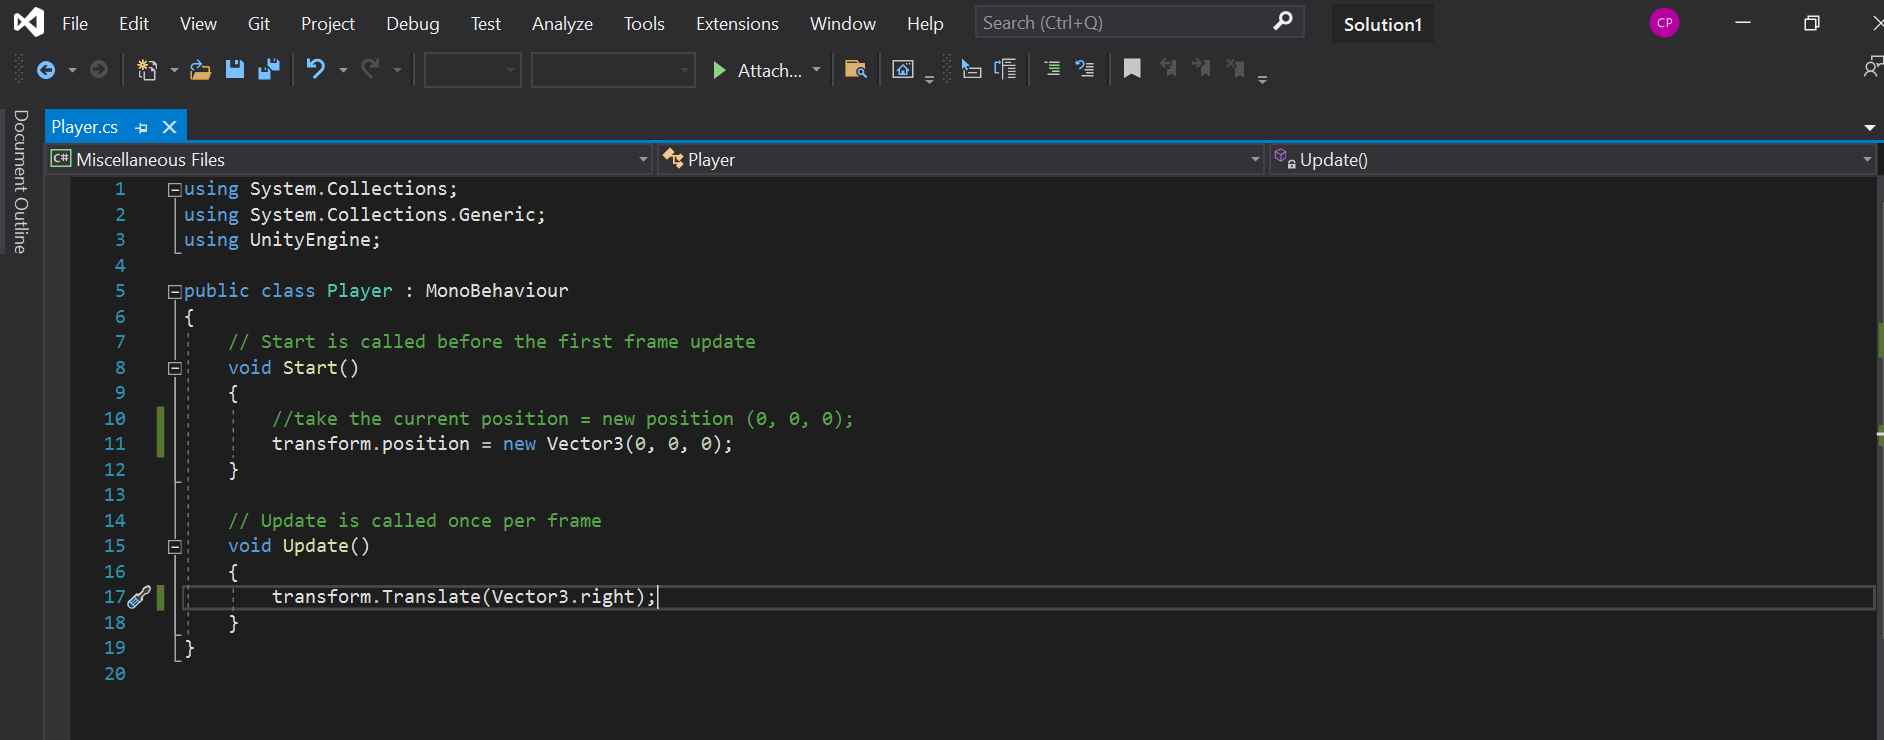 File Edit View Git Project Debug Test Analyze Tools Extensions Window Help Search (Ctrl+Q) Solution1 CP
Attach...
Document Outline
Player.cs
C# Miscellaneous Files Player Update()
1 using System.Collections;
2 using System.Collections.Generic;
3 using UnityEngine;
4
5 public class Player : MonoBehaviour
6 {
7 // Start is called before the first frame update
8 void Start()
9 {
10 //take the current position = new position (0, 0, 0);
11 transform.position = new Vector3(0, 0, 0);
12 }
13
14 // Update is called once per frame
15 void Update()
16 {
17 transform.Translate(Vector3.right);
18 }
19 }
20